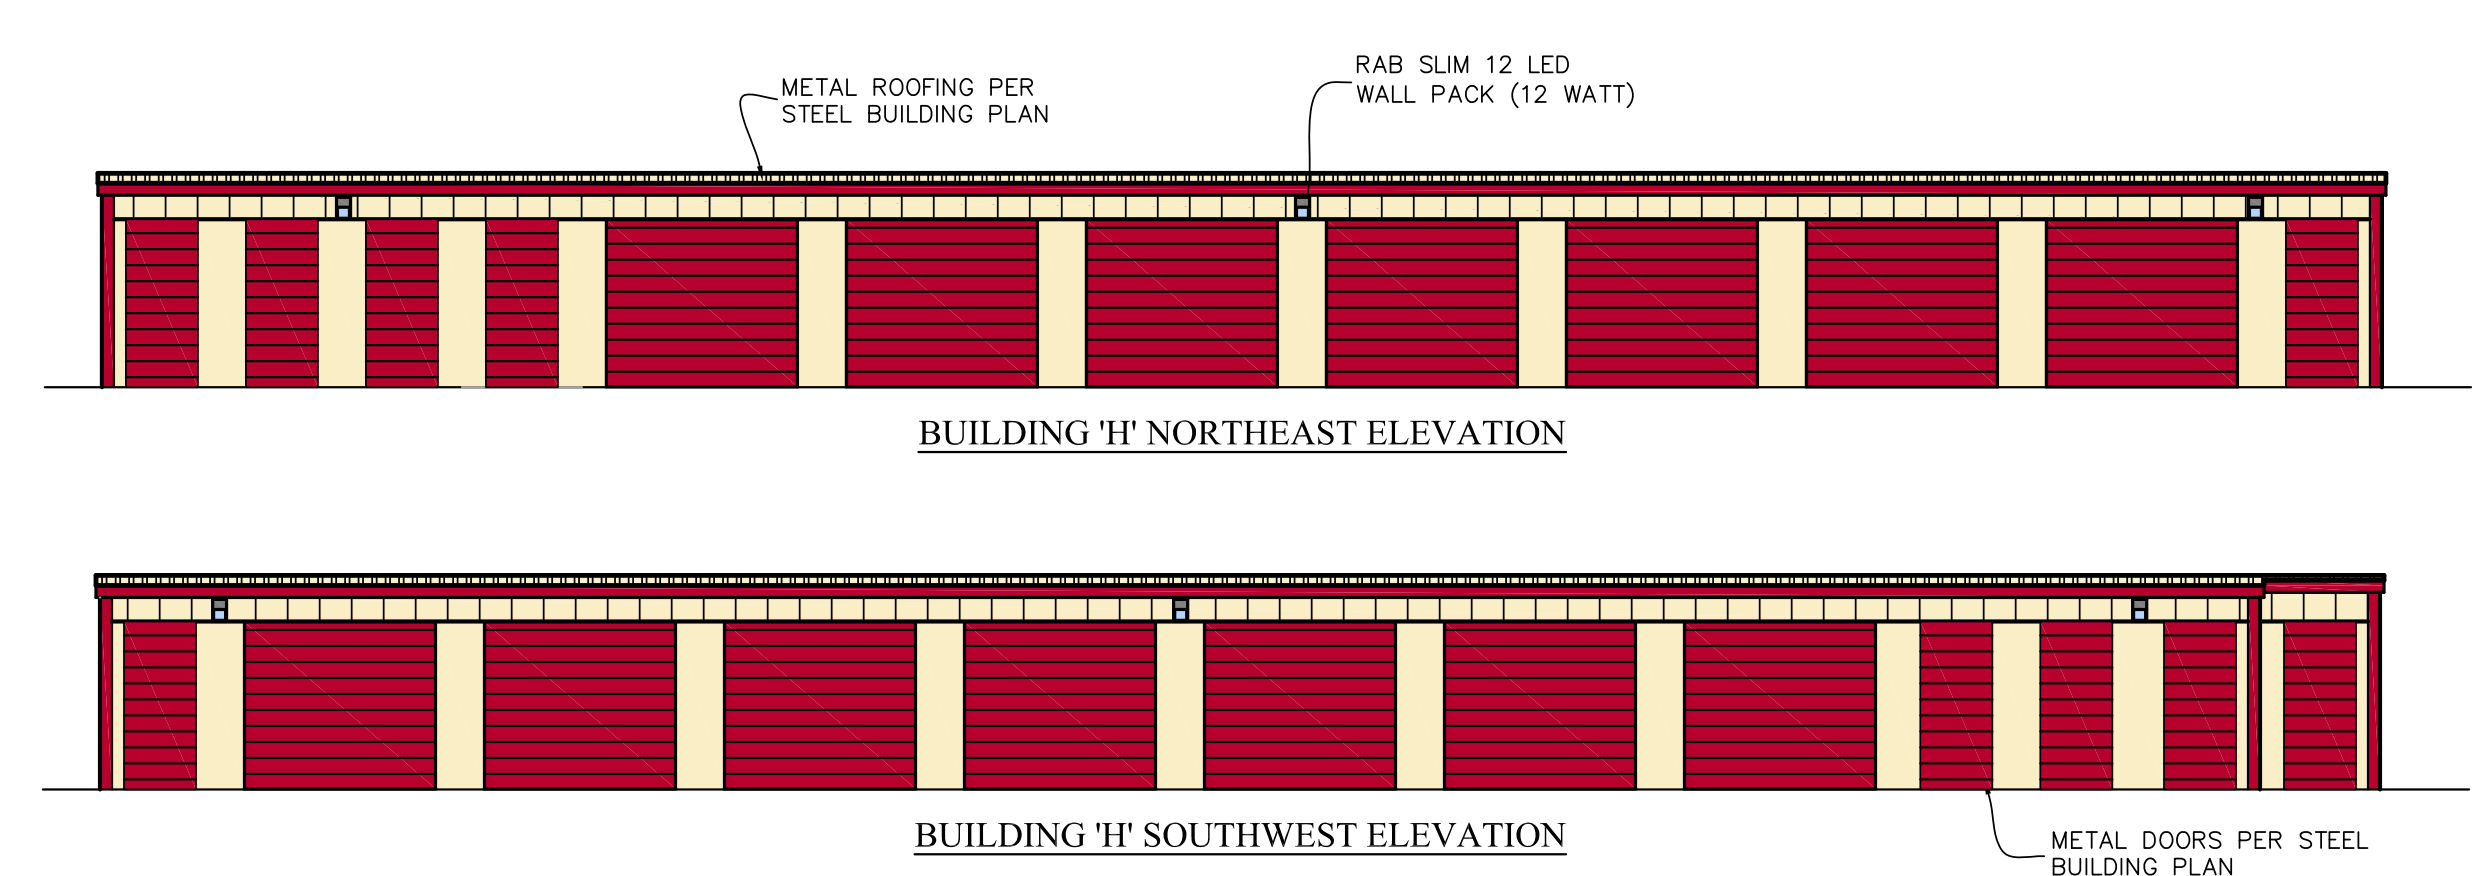 RAB SLIM 12 LED
WALL PACK (12 WATT)
METAL ROOFING PER
STEEL BUILDING PLAN
BUILDING 'H' NORTHEAST ELEVATION
BUILDING 'H' SOUTHWEST ELEVATION
METAL DOORS PER STEEL
BUILDING PLAN